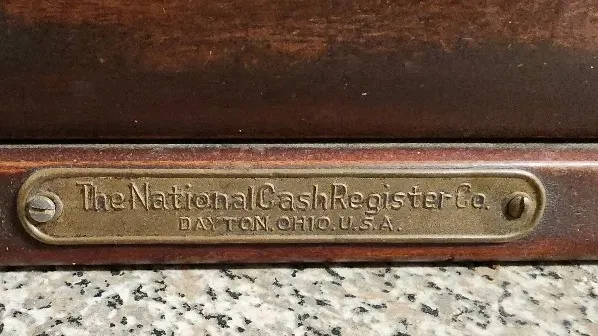 The National Cash Register Co.
DAYTON. OHIO. U.S.A.